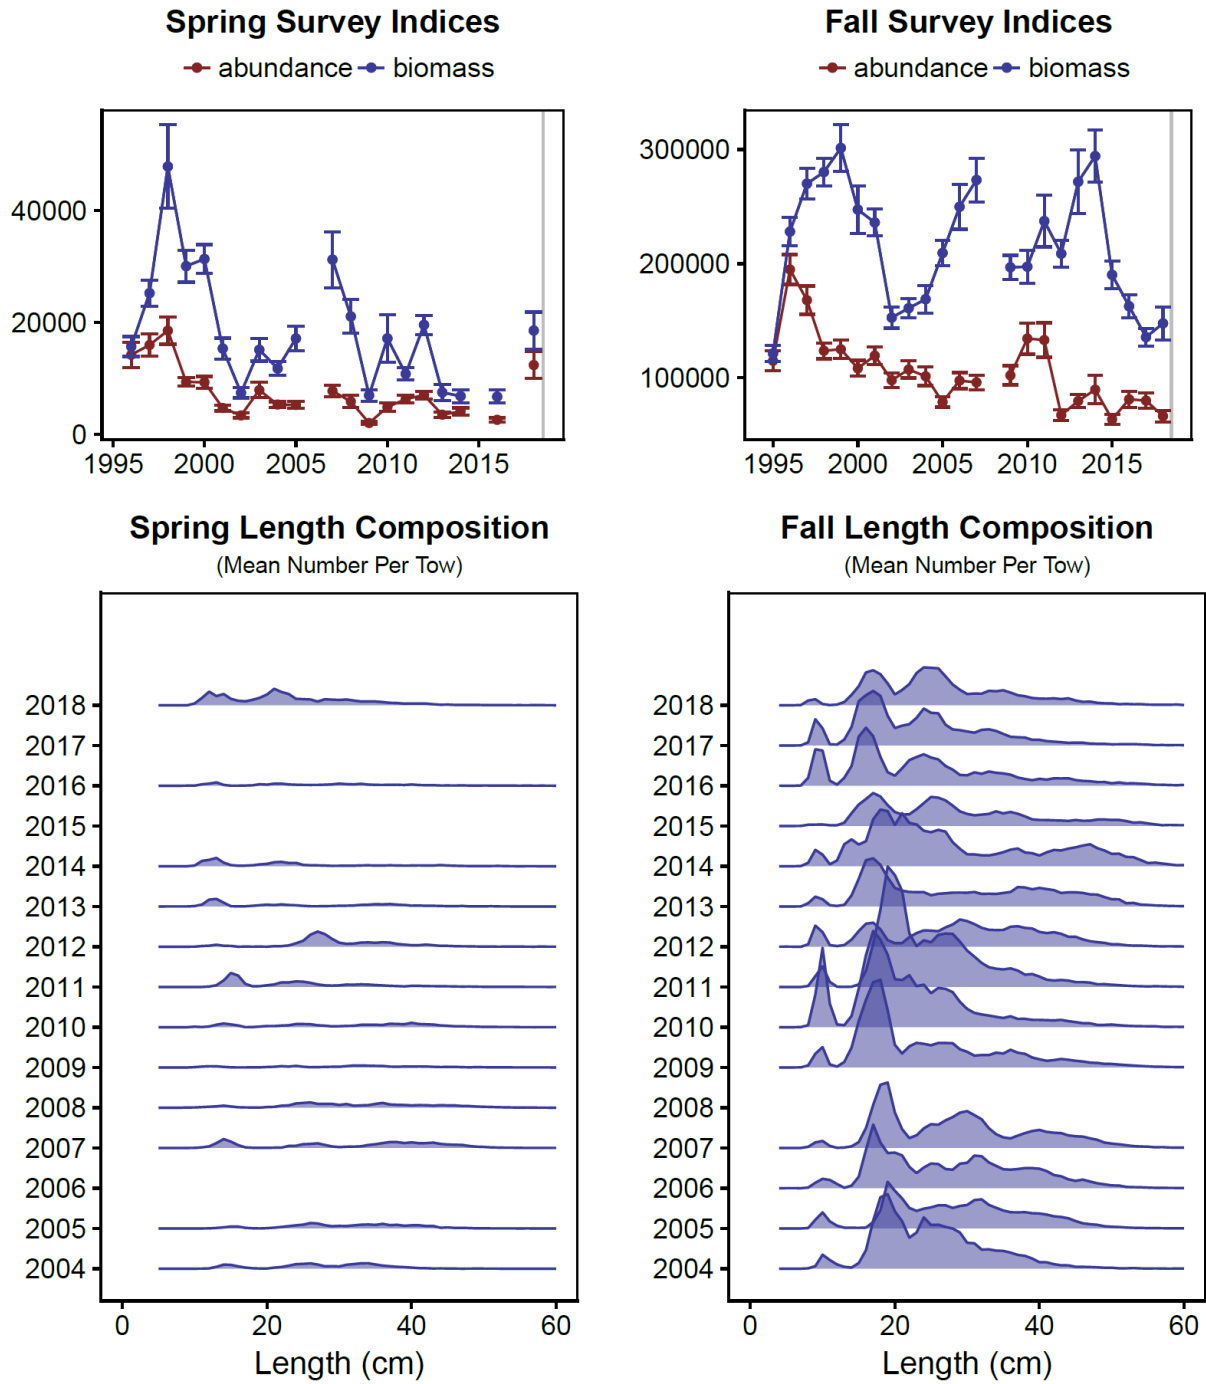 Spring Survey Indices
abundance biomass
40000
20000
0
1995 2000 2005 2010 2015
Fall Survey Indices
abundance biomass
300000
200000
100000
1995 2000 2005 2010 2015
Spring Length Composition
(Mean Number Per Tow)
2018
2017
2016
2015
2014
2013
2012
2011
2010
2009
2008
2007
2006
2005
2004
0 20 40 60
Length (cm)
Fall Length Composition
(Mean Number Per Tow)
2018
2017
2016
2015
2014
2013
2012
2011
2010
2009
2008
2007
2006
2005
2004
0 20 40 60
Length (cm)